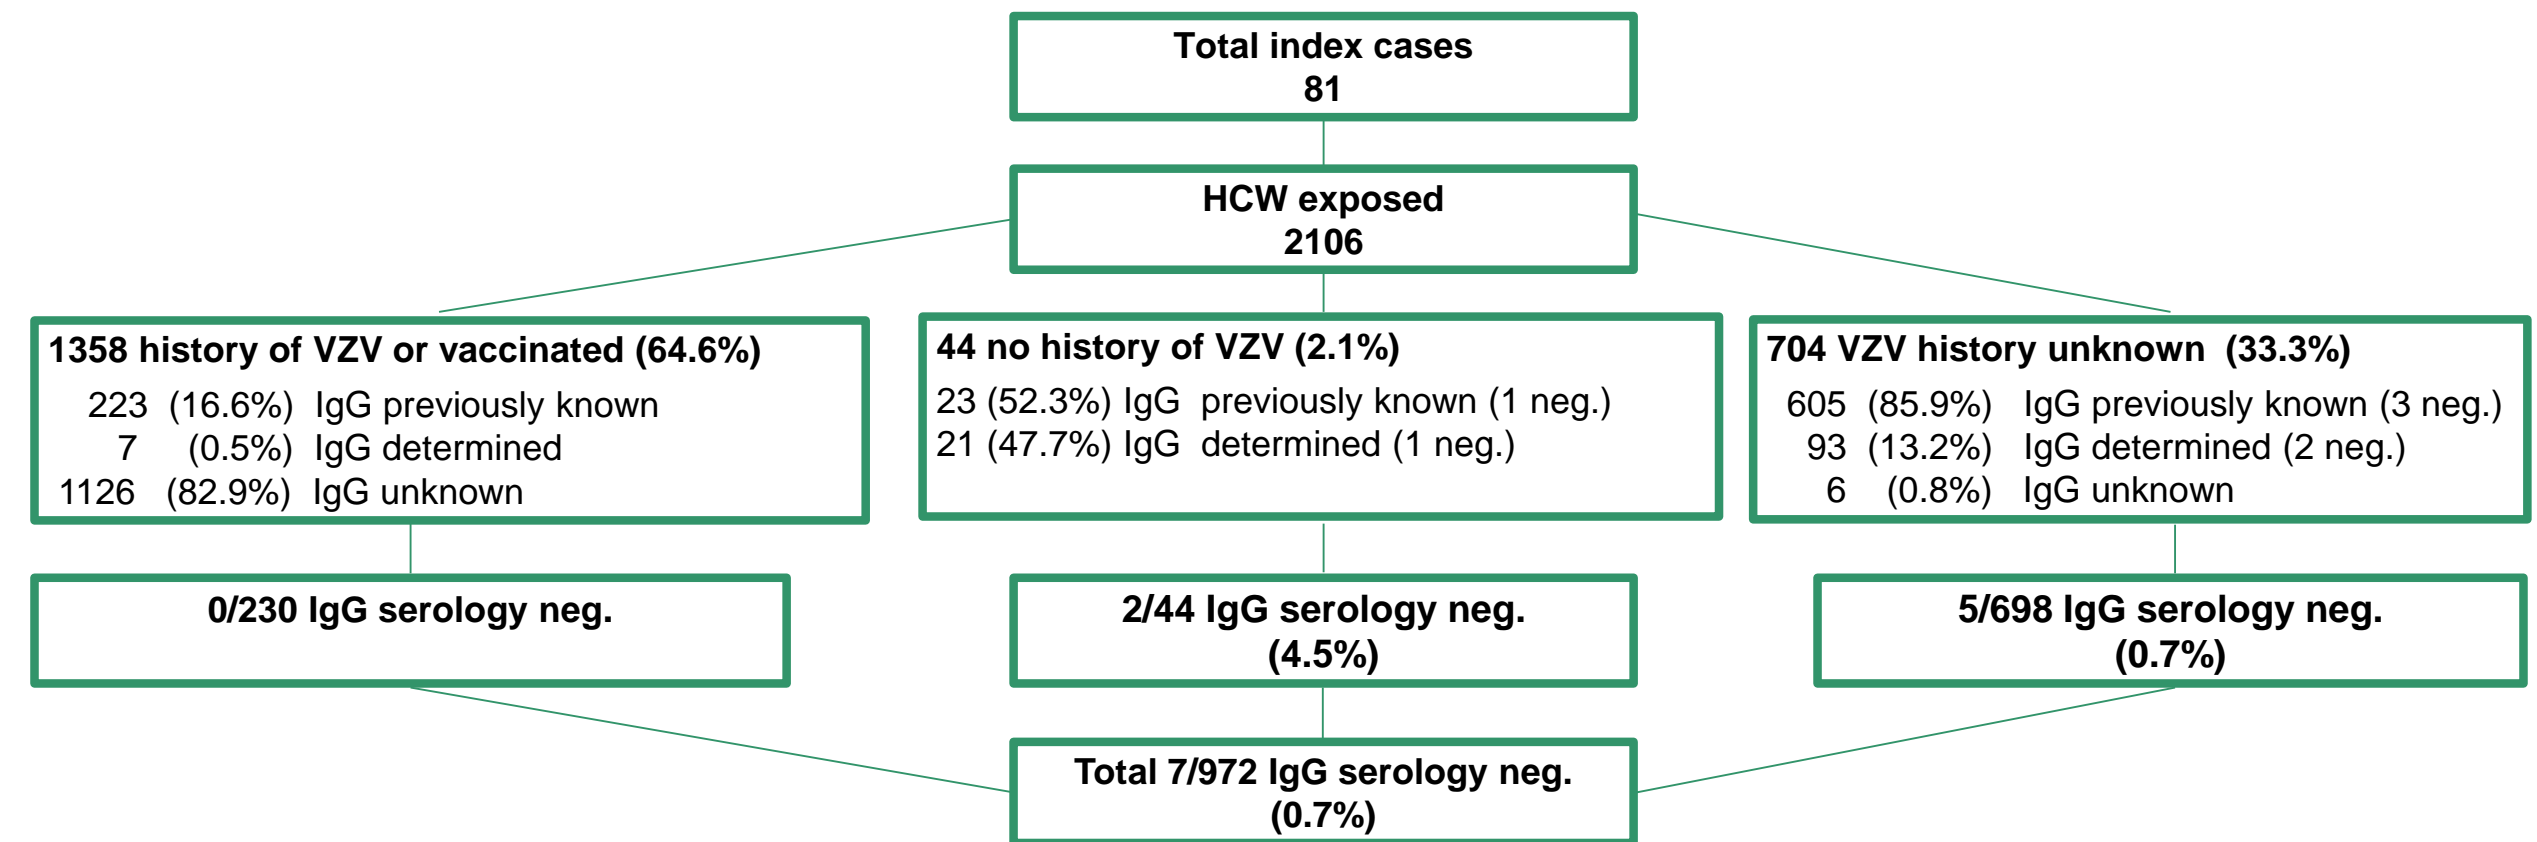 Total index cases
81
HCW exposed
2106
1358 history of VZV or vaccinated (64.6%)
223 (16.6%) IgG previously known
7 (0.5%) IgG determined
1126 (82.9%) IgG unknown
44 no history of VZV (2.1%)
23 (52.3%) IgG previously known (1 neg.)
21 (47.7%) IgG determined (1 neg.)
704 VZV history unknown (33.3%)
605 (85.9%) IgG previously known (3 neg.)
93 (13.2%) IgG determined (2 neg.)
6 (0.8%) IgG unknown
0/230 IgG serology neg.
2/44 IgG serology neg.
(4.5%)
5/698 IgG serology neg.
(0.7%)
Total 7/972 IgG serology neg.
(0.7%)